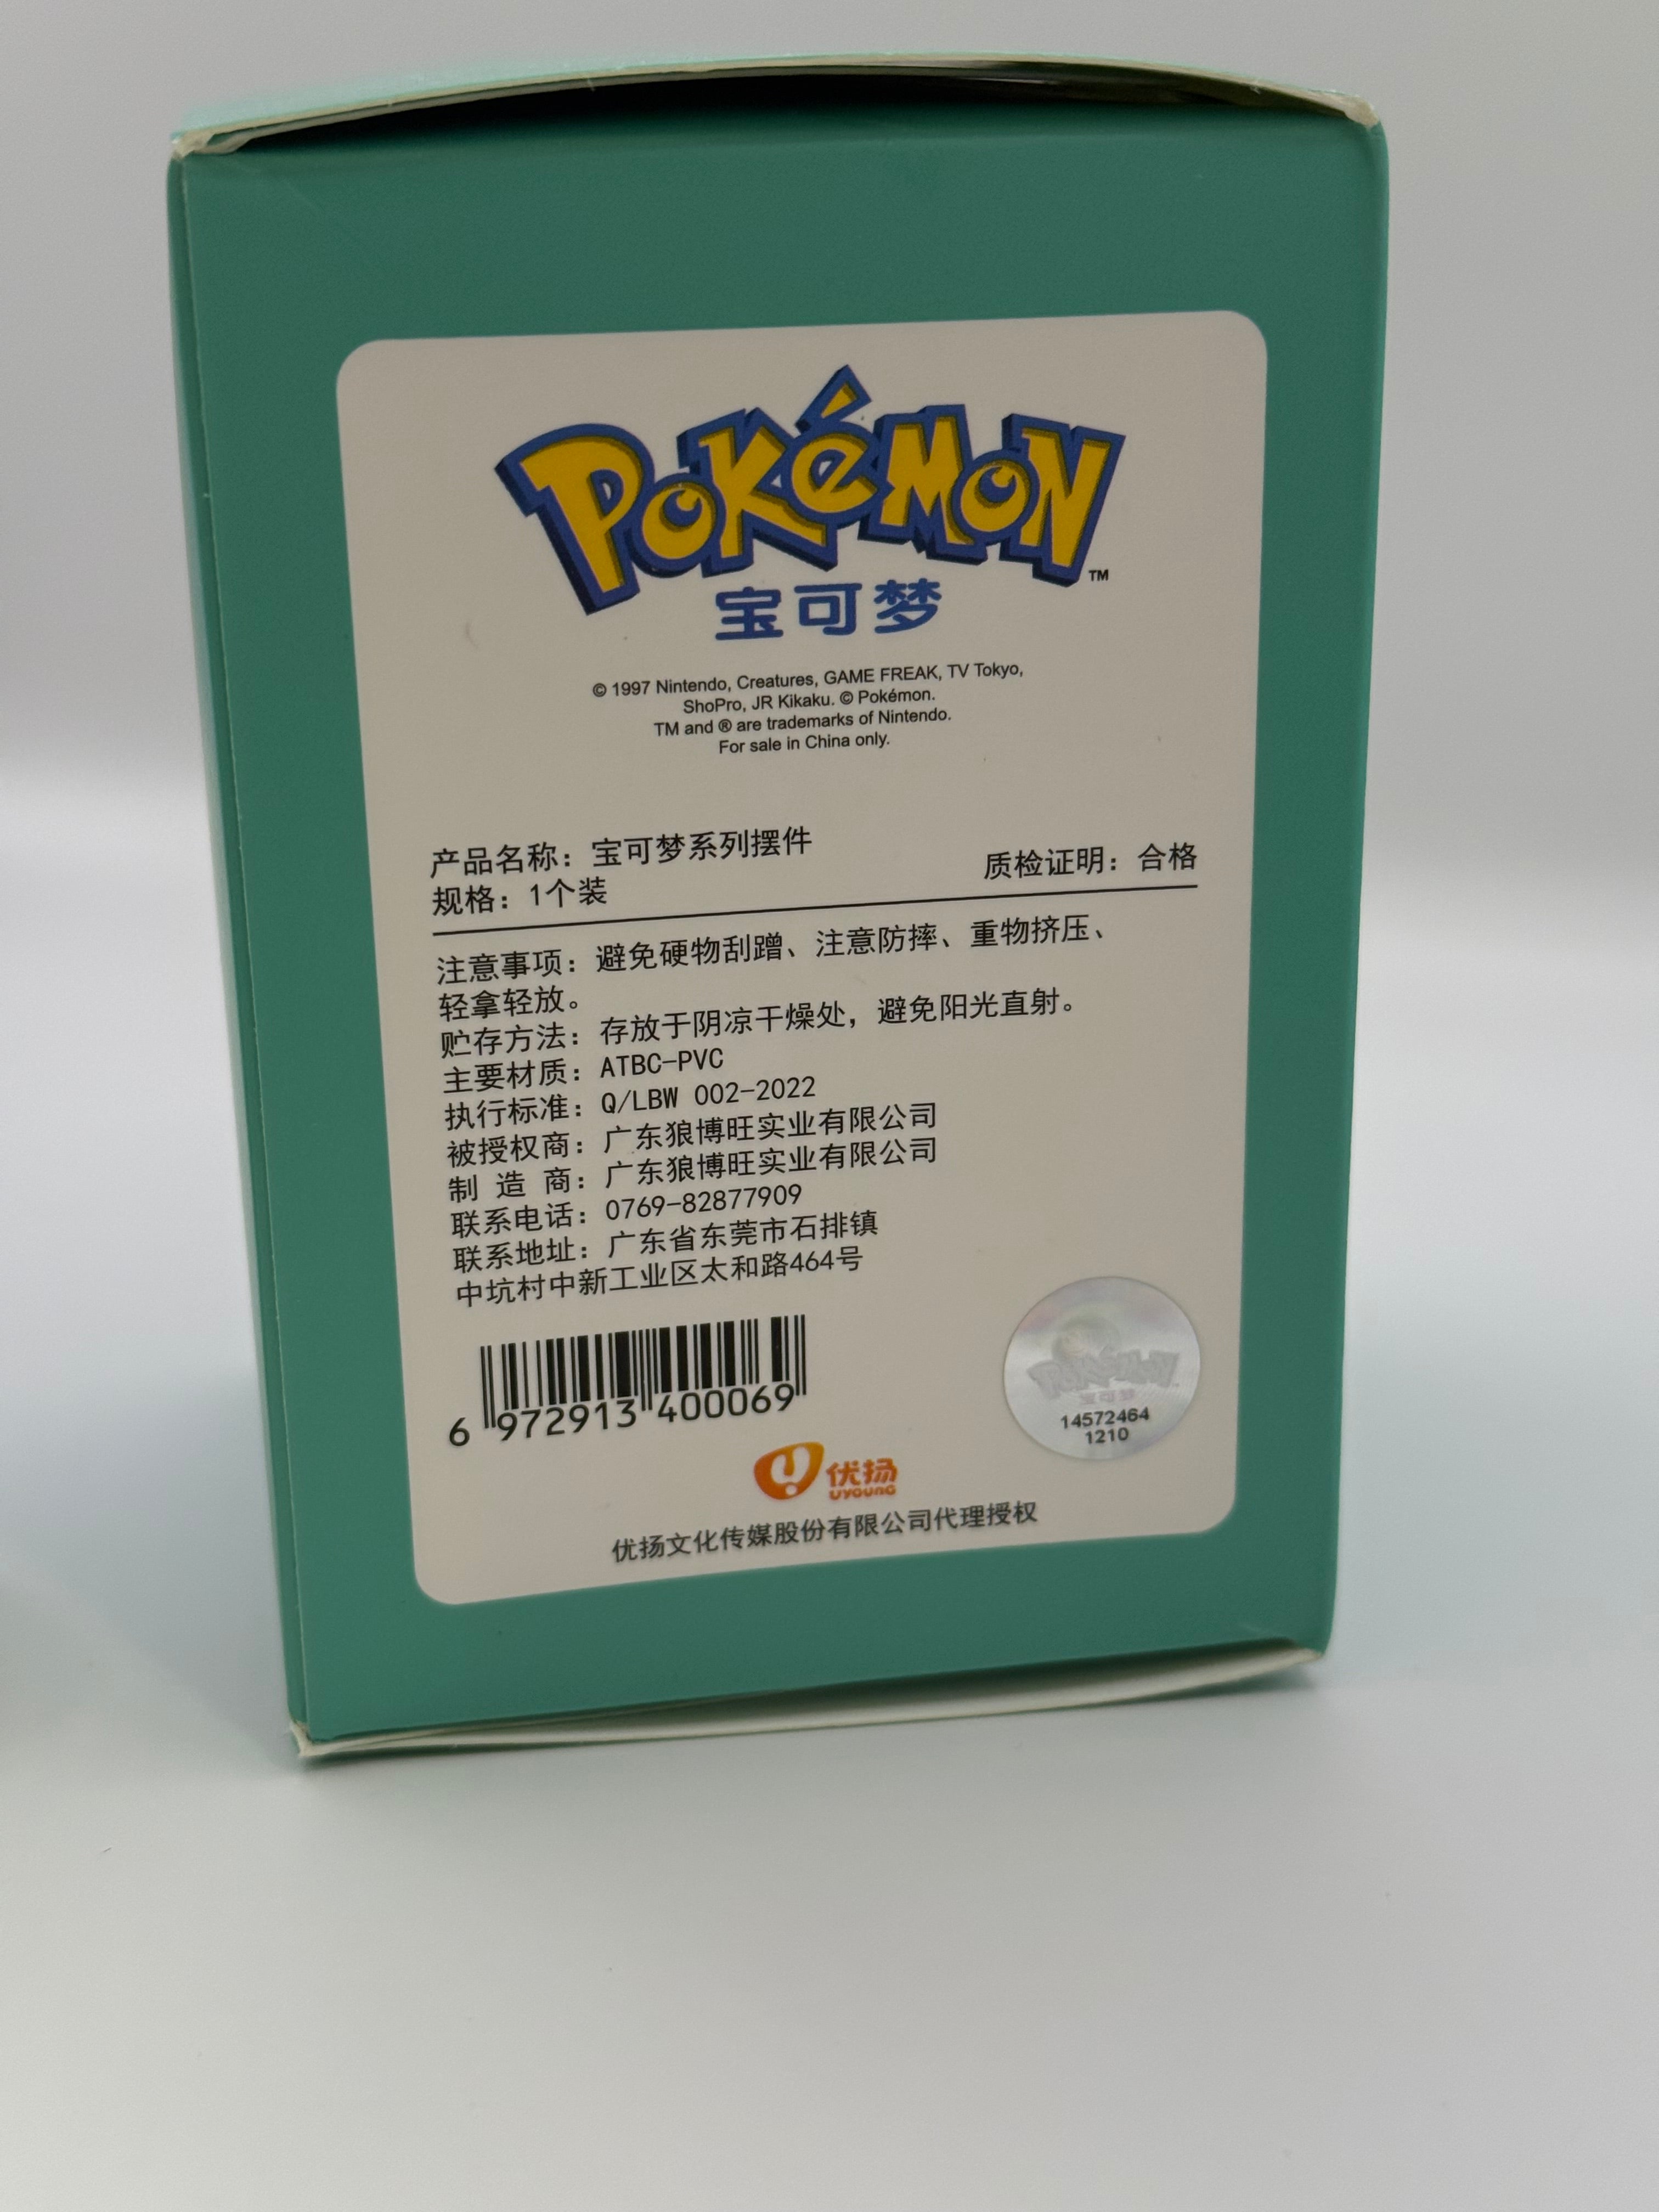 POKéMON TM
宝可梦
© 1997 Nintendo, Creatures, GAME FREAK, TV Tokyo,
ShoPro, JR Kikaku. © Pokémon.
TM and ® are trademarks of Nintendo.
For sale in China only.
产品名称：宝可梦系列摆件
规格：1个装
质检证明：合格
注意事项：避免硬物刮蹭、注意防摔、重物挤压、
轻拿轻放。
贮存方法：存放于阴凉干燥处，避免阳光直射。
主要材质：ATBC-PVC
执行标准：Q/LBW 002-2022
被授权商：广东狼博旺实业有限公司
制 造 商：广东狼博旺实业有限公司
联系电话：0769-82877909
联系地址：广东省东莞市石排镇
中坑村中新工业区太和路464号
6 972913 400069
POKéMON
宝可梦
14572464
1210
优扬
UYOUNG
优扬文化传媒股份有限公司代理授权